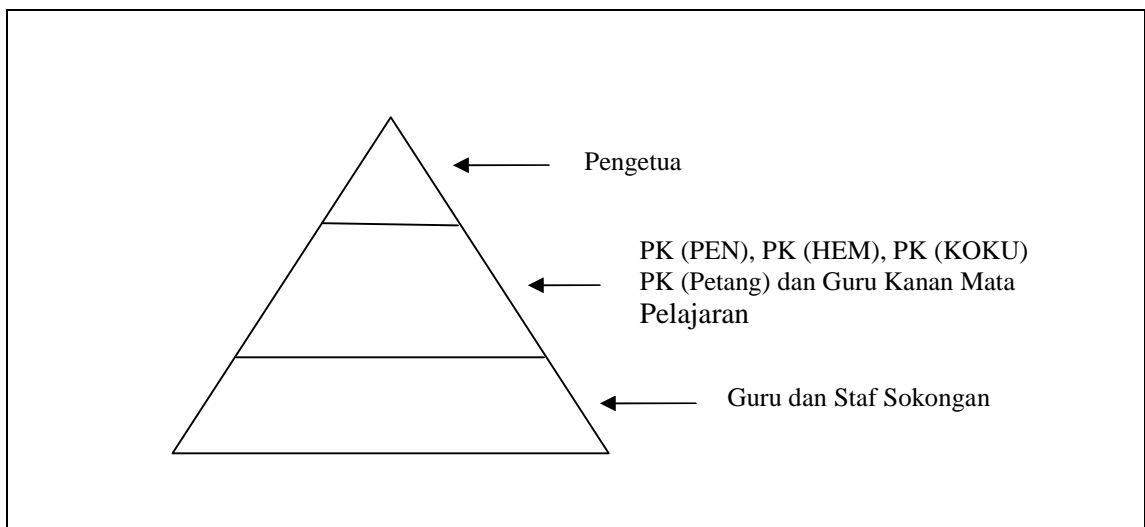 Pengetua
PK (PEN), PK (HEM), PK (KOKU)
PK (Petang) dan Guru Kanan Mata
Pelajaran
Guru dan Staf Sokongan